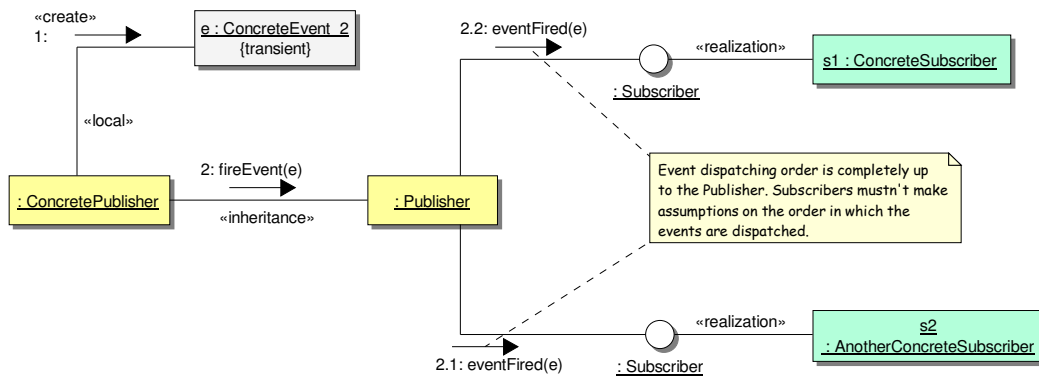 «create»
1:
e : ConcreteEvent_2
{transient}
2.2: eventFired(e)
«realization»
s1 : ConcreteSubscriber
: Subscriber
«local»
2: fireEvent(e)
: ConcretePublisher
«inheritance»
: Publisher
Event dispatching order is completely up
to the Publisher. Subscribers mustn't make
assumptions on the order in which the
events are dispatched.
«realization»
s2
: AnotherConcreteSubscriber
2.1: eventFired(e)
: Subscriber